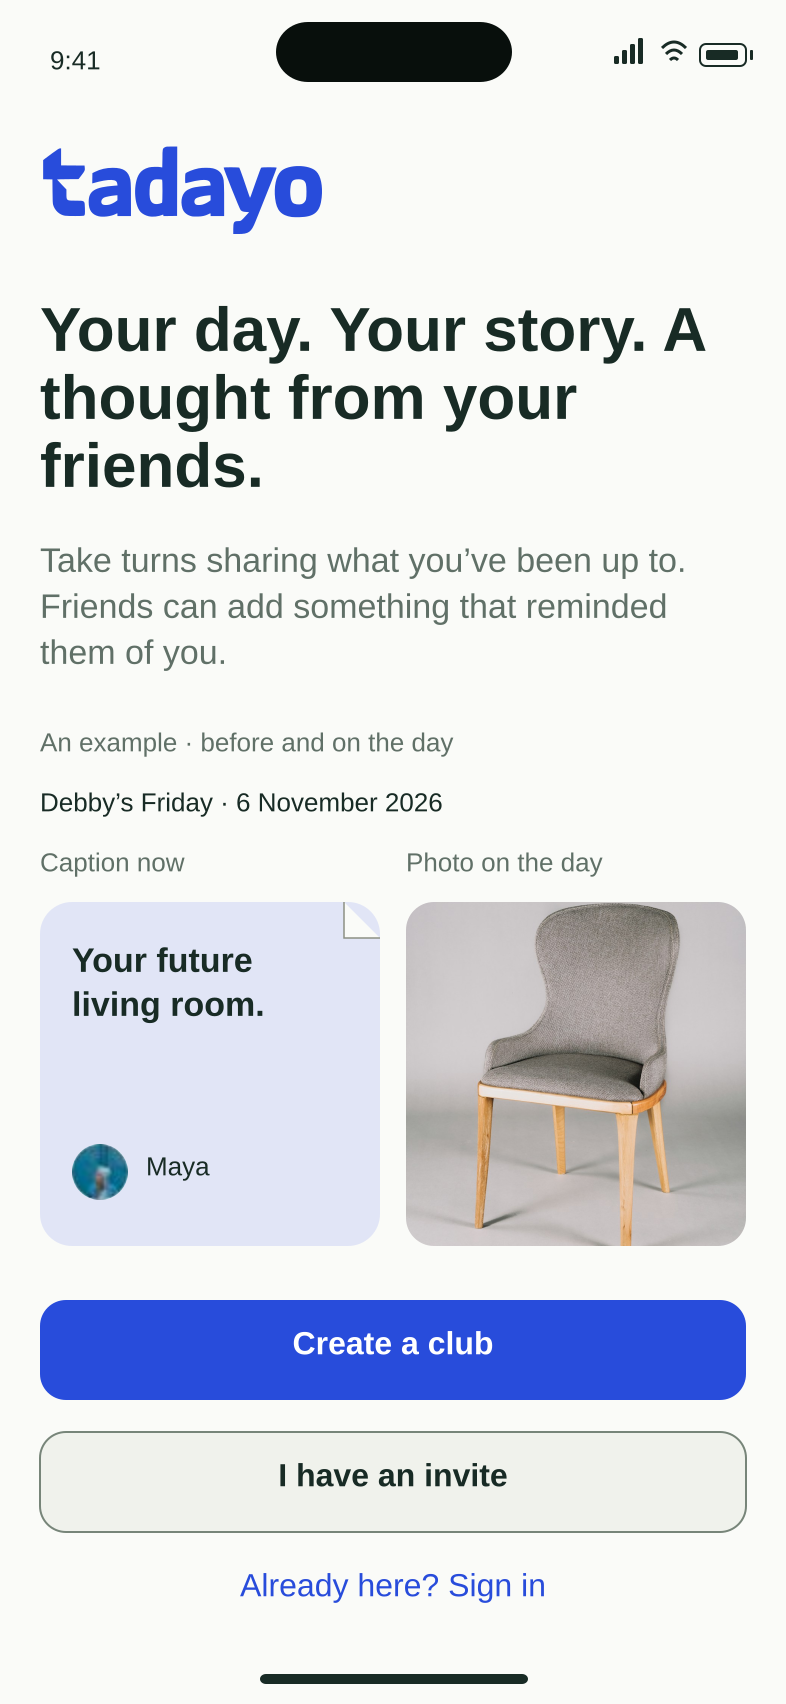 9:41
tadayo
Your day. Your story. A
thought from your
friends.
Take turns sharing what you’ve been up to.
Friends can add something that reminded
them of you.
An example · before and on the day
Debby’s Friday · 6 November 2026
Caption now
Photo on the day
Your future
living room.
Maya
Create a club
I have an invite
Already here? Sign in